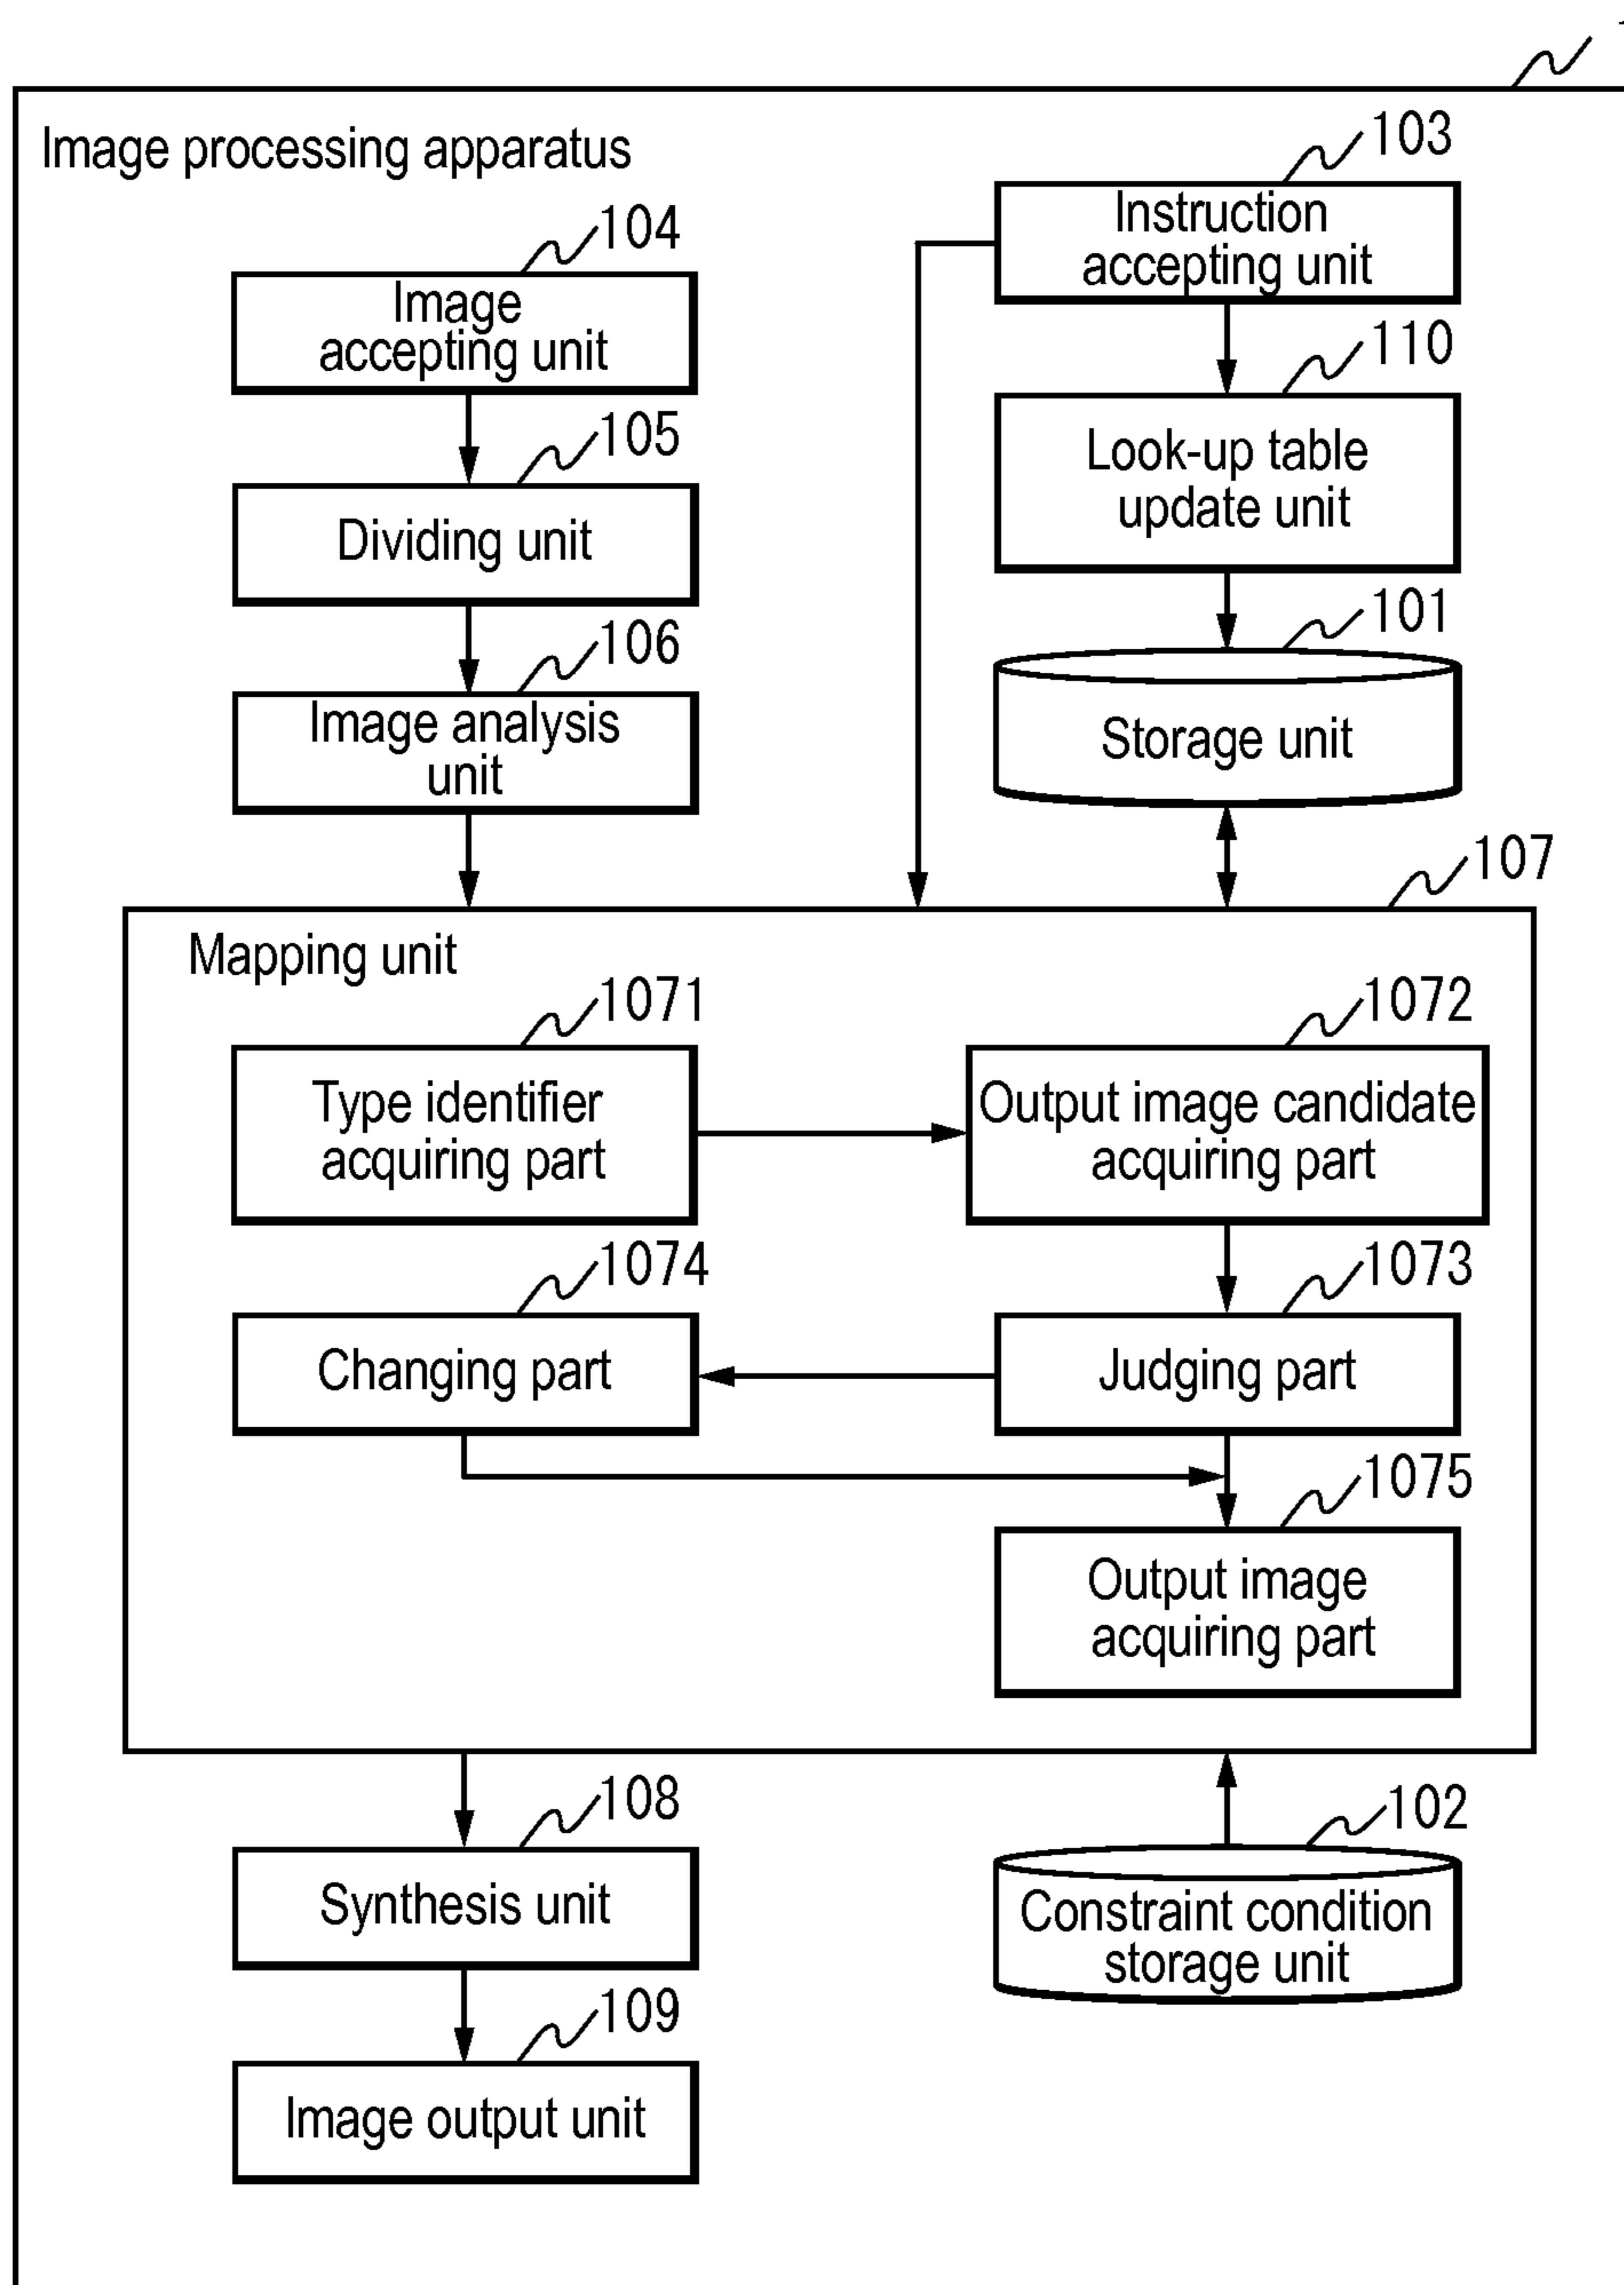 Image processing apparatus
103
Instruction
accepting unit
104
Image
accepting unit
110
Look-up table
update unit
105
Dividing unit
101
Storage unit
106
Image analysis
unit
107
Mapping unit
1071
Type identifier
acquiring part
1072
Output image candidate
acquiring part
1074
Changing part
1073
Judging part
1075
Output image
acquiring part
108
Synthesis unit
102
Constraint condition
storage unit
109
Image output unit